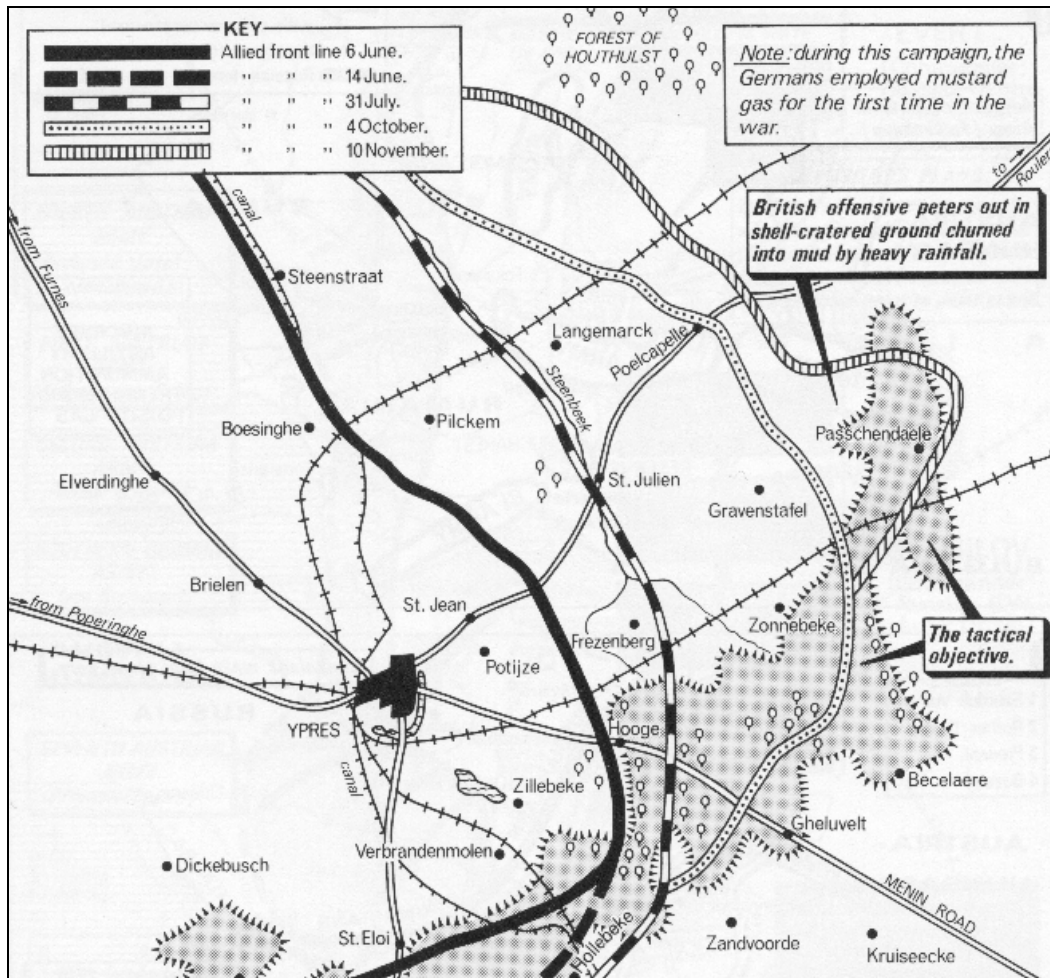 KEY
Allied front line 6 June.
" " " 14 June.
" " " 31 July.
" " " 4 October.
" " " 10 November.
FOREST OF
HOUTHULST
Note: during this campaign, the
Germans employed mustard
gas for the first time in the
war.
to →
Roulers
British offensive peters out in
shell-cratered ground churned
into mud by heavy rainfall.
canal
from Furnes
Steenstraat
Langemarck
Poelcapelle
Steenbeek
Boesinghe
Pilckem
Passchendaele
Elverdinghe
St. Julien
Gravenstafel
Brielen
St. Jean
from Poperinghe
Frezenberg
Zonnebeke
The tactical
objective.
Potijze
YPRES
Hooge
canal
Zillebeke
Becelaere
Gheluvelt
Verbrandenmolen
Dickebusch
MENIN ROAD
St. Eloi
Hollebeke
Zandvoorde
Kruiseecke